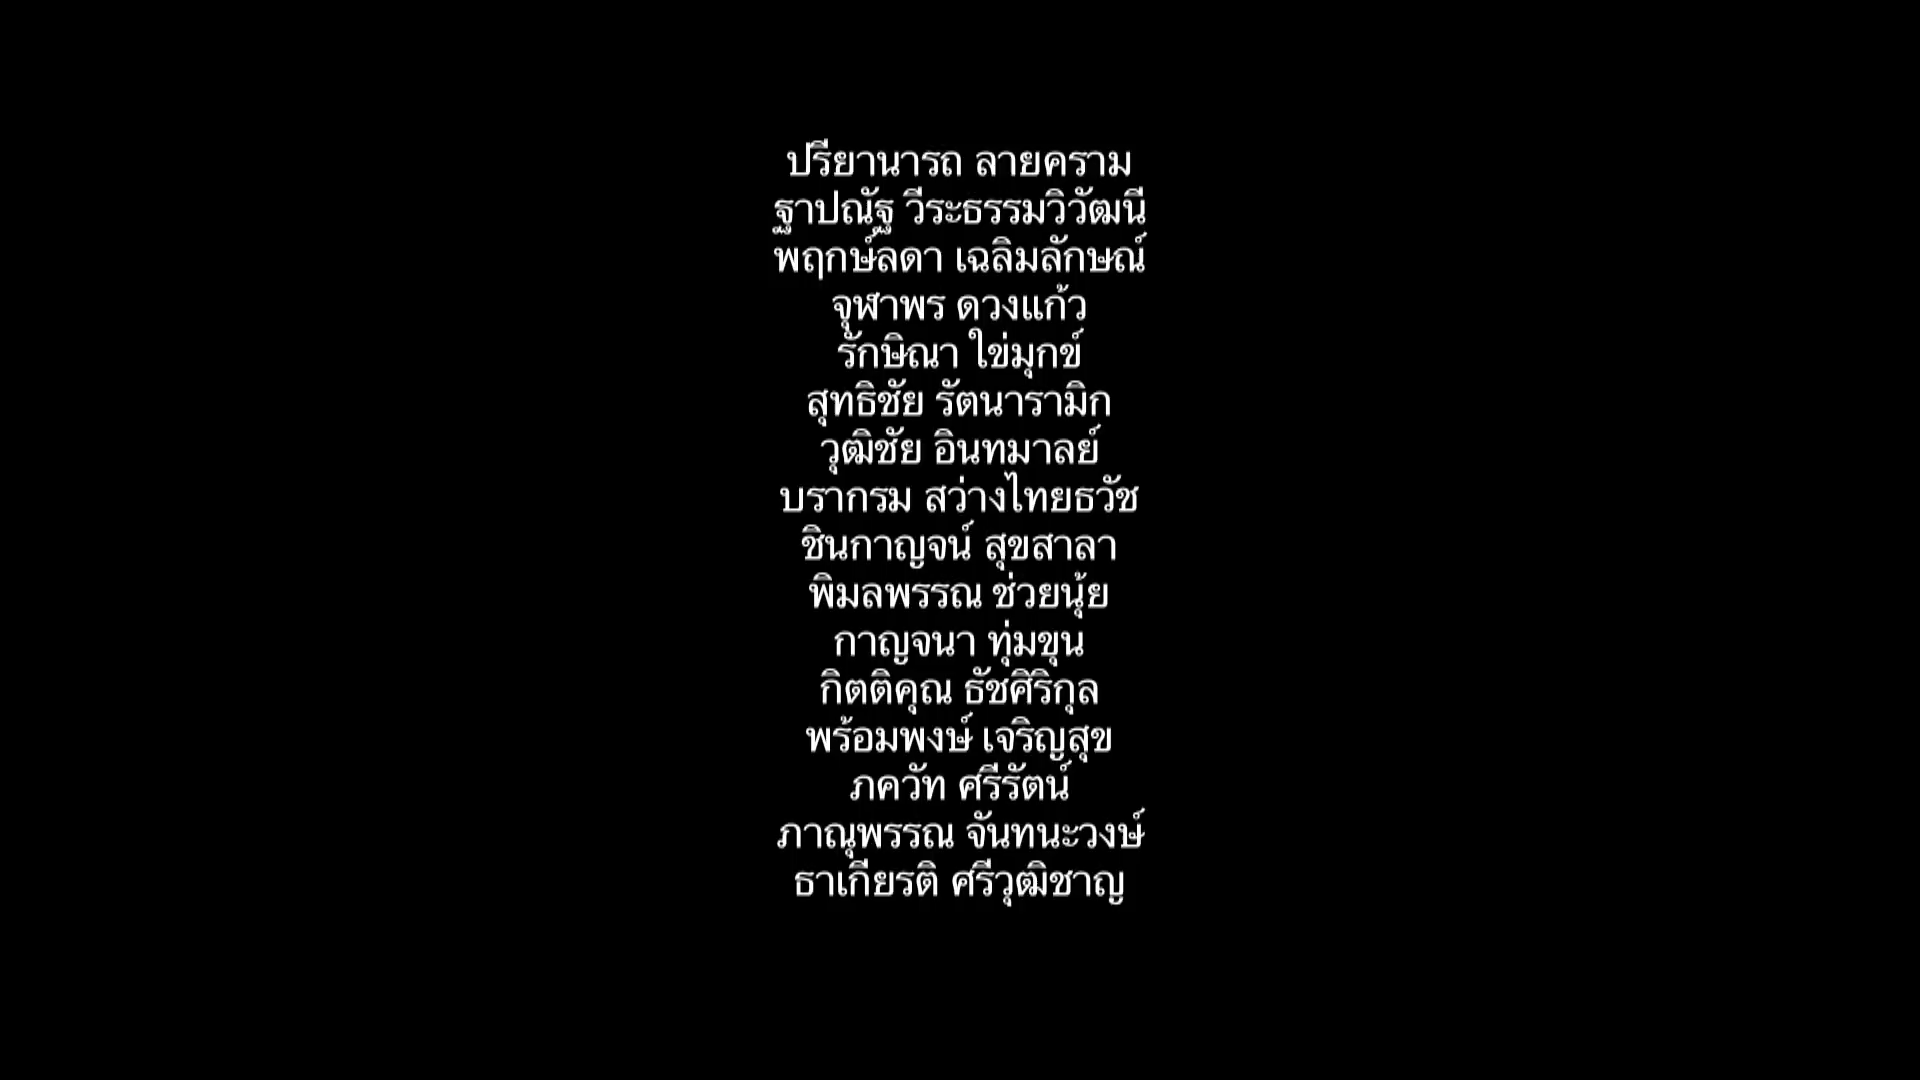 ปรียานารถ ลายคราม
ฐาปณัฐ วีระธรรมวิวัฒนี
พฤกษ์ลดา เฉลิมลักษณ์
จุฬาพร ดวงแก้ว
รักษิณา ใข่มุกข์
สุทธิชัย รัตนารามิก
วุฒิชัย อินทมาลย์
บรากรม สว่างไทยธวัช
ชินกาญจน์ สุขสาลา
พิมลพรรณ ช่วยนุ้ย
กาญจนา ทุ่มขุน
กิตติคุณ ธัชศิริกุล
พร้อมพงษ์ เจริญสุข
ภควัท ศรีรัตน์
ภาณุพรรณ จันทนะวงษ์
ธาเกียรติ ศรีวุฒิชาญ